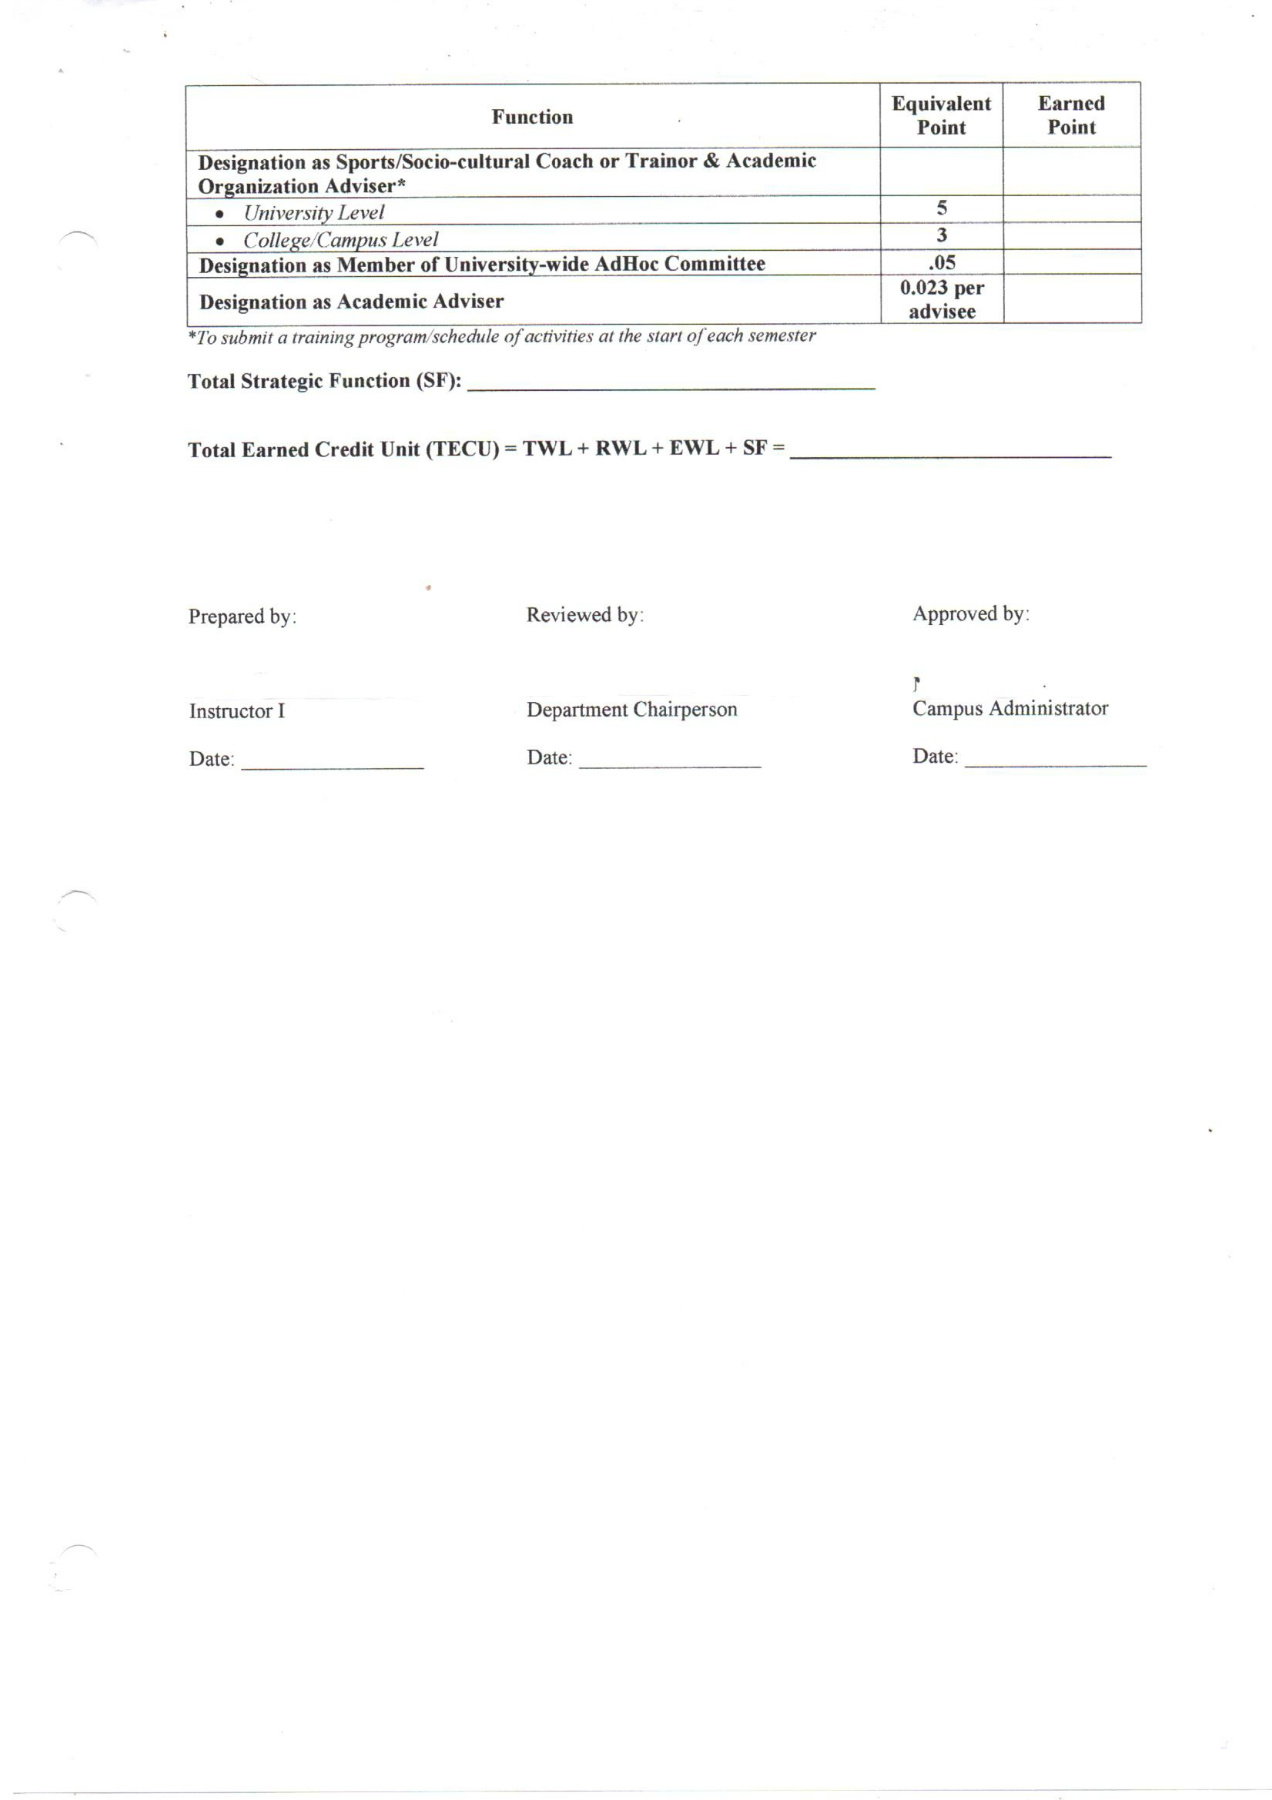 Function Equivalent Point Earned Point
Designation as Sports/Socio-cultural Coach or Trainor & Academic
Organization Adviser*
• University Level 5
• College/Campus Level 3
Designation as Member of University-wide AdHoc Committee .05
Designation as Academic Adviser 0.023 per advisee
*To submit a training program/schedule of activities at the start of each semester
Total Strategic Function (SF): ____________________
Total Earned Credit Unit (TECU) = TWL + RWL + EWL + SF = ____________________
Prepared by: Reviewed by: Approved by:
Instructor I Department Chairperson Campus Administrator
Date: __________ Date: __________ Date: __________